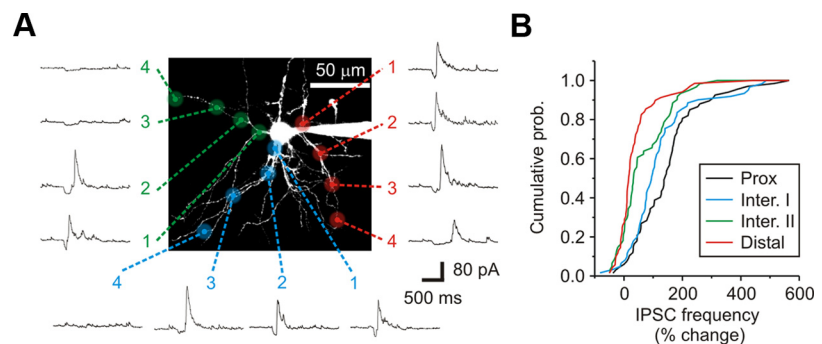 A
B
50 µm
4
3
2
1
1
2
3
4
4
3
2
1
80 pA
500 ms
Cumulative prob.
1.0
0.8
0.6
0.4
0.2
0.0
Prox
Inter. I
Inter. II
Distal
0
200
400
600
IPSC frequency
(% change)